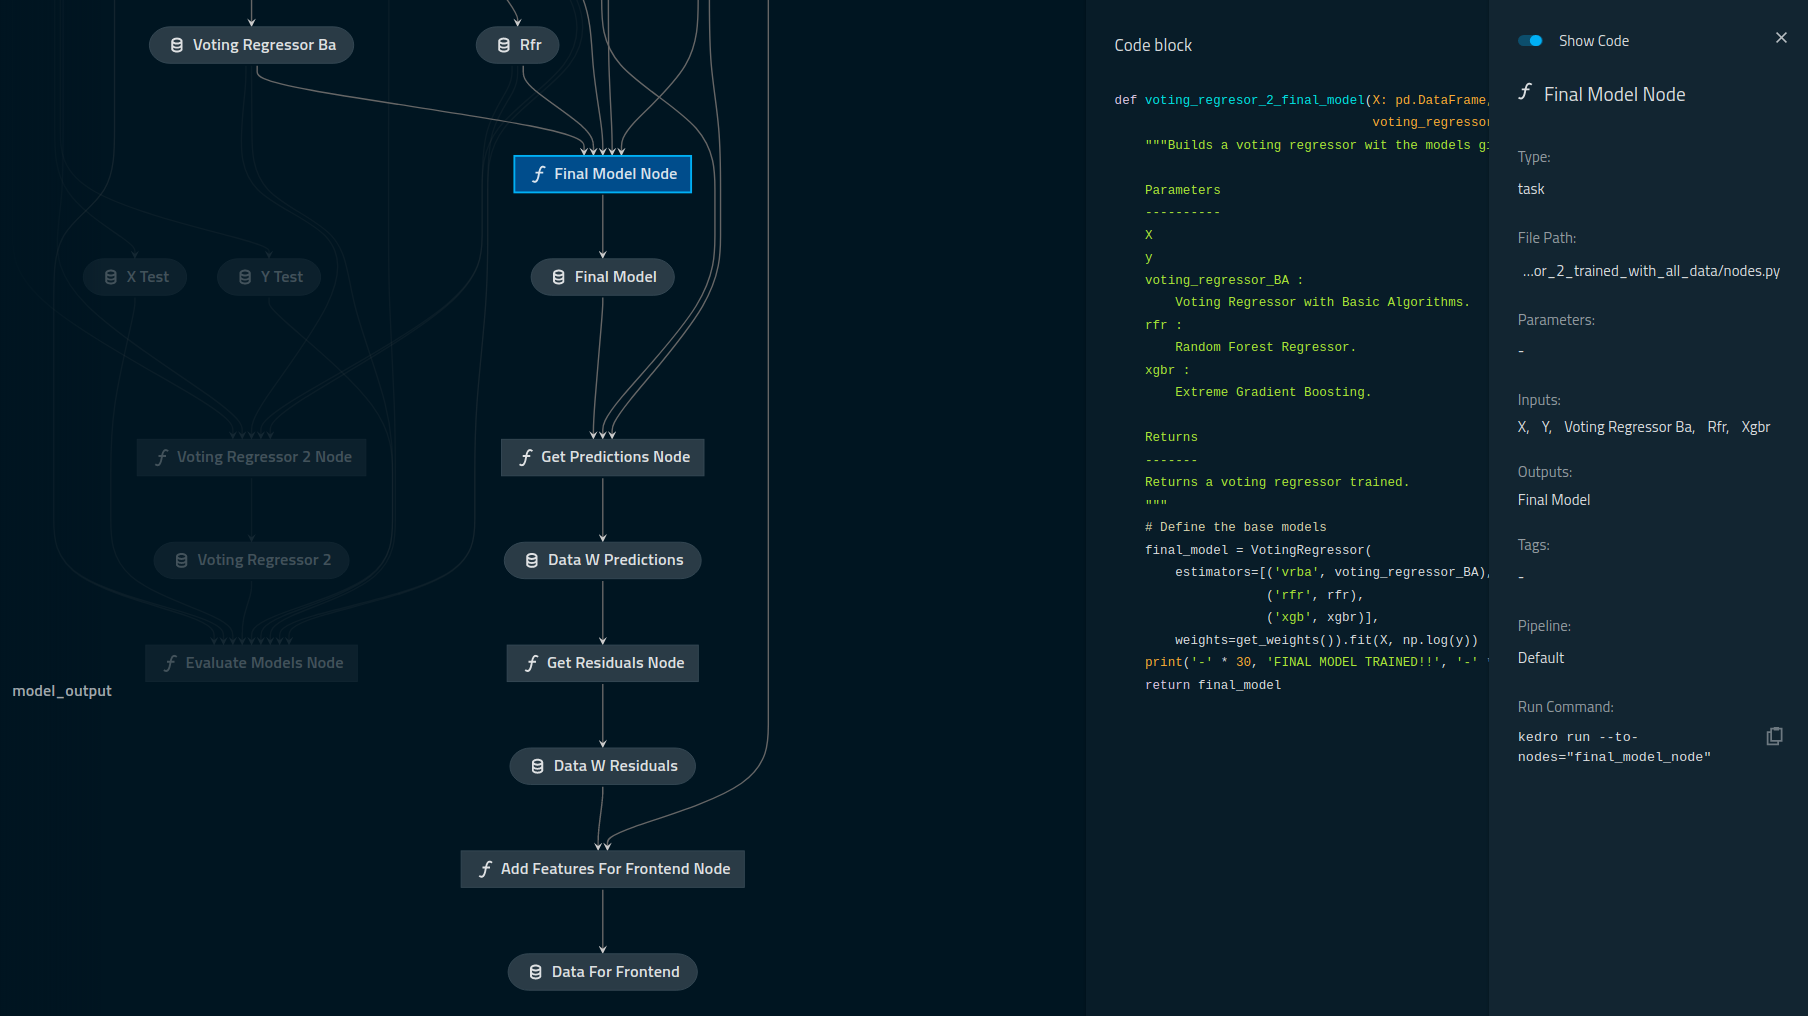 Voting Regressor Ba
Rfr
Final Model Node
X Test
Y Test
Final Model
Voting Regressor 2 Node
Get Predictions Node
Voting Regressor 2
Data W Predictions
Evaluate Models Node
Get Residuals Node
model_output
Data W Residuals
Add Features For Frontend Node
Data For Frontend
Code block
def voting_regresor_2_final_model(X: pd.DataFrame,
voting_regressor
"""Builds a voting regressor wit the models gi
Parameters
----------
X
y
voting_regressor_BA :
Voting Regressor with Basic Algorithms.
rfr :
Random Forest Regressor.
xgbr :
Extreme Gradient Boosting.
Returns
-------
Returns a voting regressor trained.
"""
# Define the base models
final_model = VotingRegressor(
estimators=[('vrba', voting_regressor_BA),
('rfr', rfr),
('xgb', xgbr)],
weights=get_weights()).fit(X, np.log(y))
print('-' * 30, 'FINAL MODEL TRAINED!!', '-' *
return final_model
Show Code
Final Model Node
Type:
task
File Path:
...or_2_trained_with_all_data/nodes.py
Parameters:
-
Inputs:
X, Y, Voting Regressor Ba, Rfr, Xgbr
Outputs:
Final Model
Tags:
-
Pipeline:
Default
Run Command:
kedro run --to-
nodes="final_model_node"